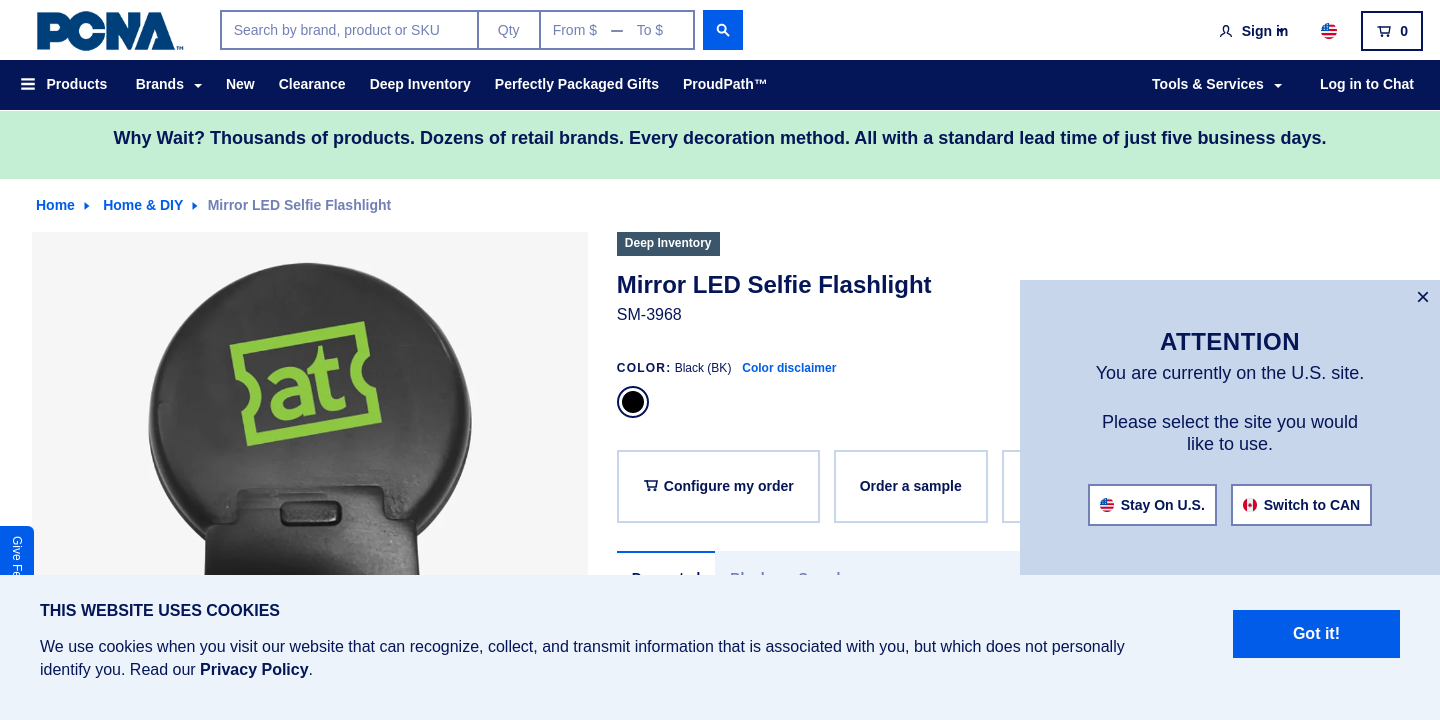 PCNA™
Search by brand, product or SKU
Qty
From $ — To $
Sign in
0
Products
Brands
New
Clearance
Deep Inventory
Perfectly Packaged Gifts
ProudPath™
Tools & Services
Log in to Chat
Why Wait? Thousands of products. Dozens of retail brands. Every decoration method. All with a standard lead time of just five business days.
Home
Home & DIY
Mirror LED Selfie Flashlight
at
Deep Inventory
Mirror LED Selfie Flashlight
SM-3968
COLOR: Black (BK) Color disclaimer
Configure my order
Order a sample
×
ATTENTION
You are currently on the U.S. site.
Please select the site you would
like to use.
Stay On U.S.
Switch to CAN
Give
THIS WEBSITE USES COOKIES
We use cookies when you visit our website that can recognize, collect, and transmit information that is associated with you, but which does not personally
identify you. Read our Privacy Policy.
Got it!